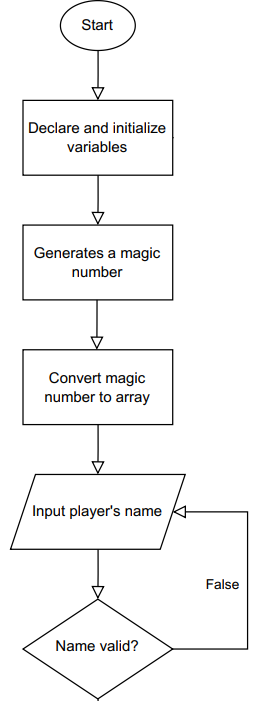 Start
Declare and initialize
variables
Generates a magic
number
Convert magic
number to array
Input player's name
False
Name valid?